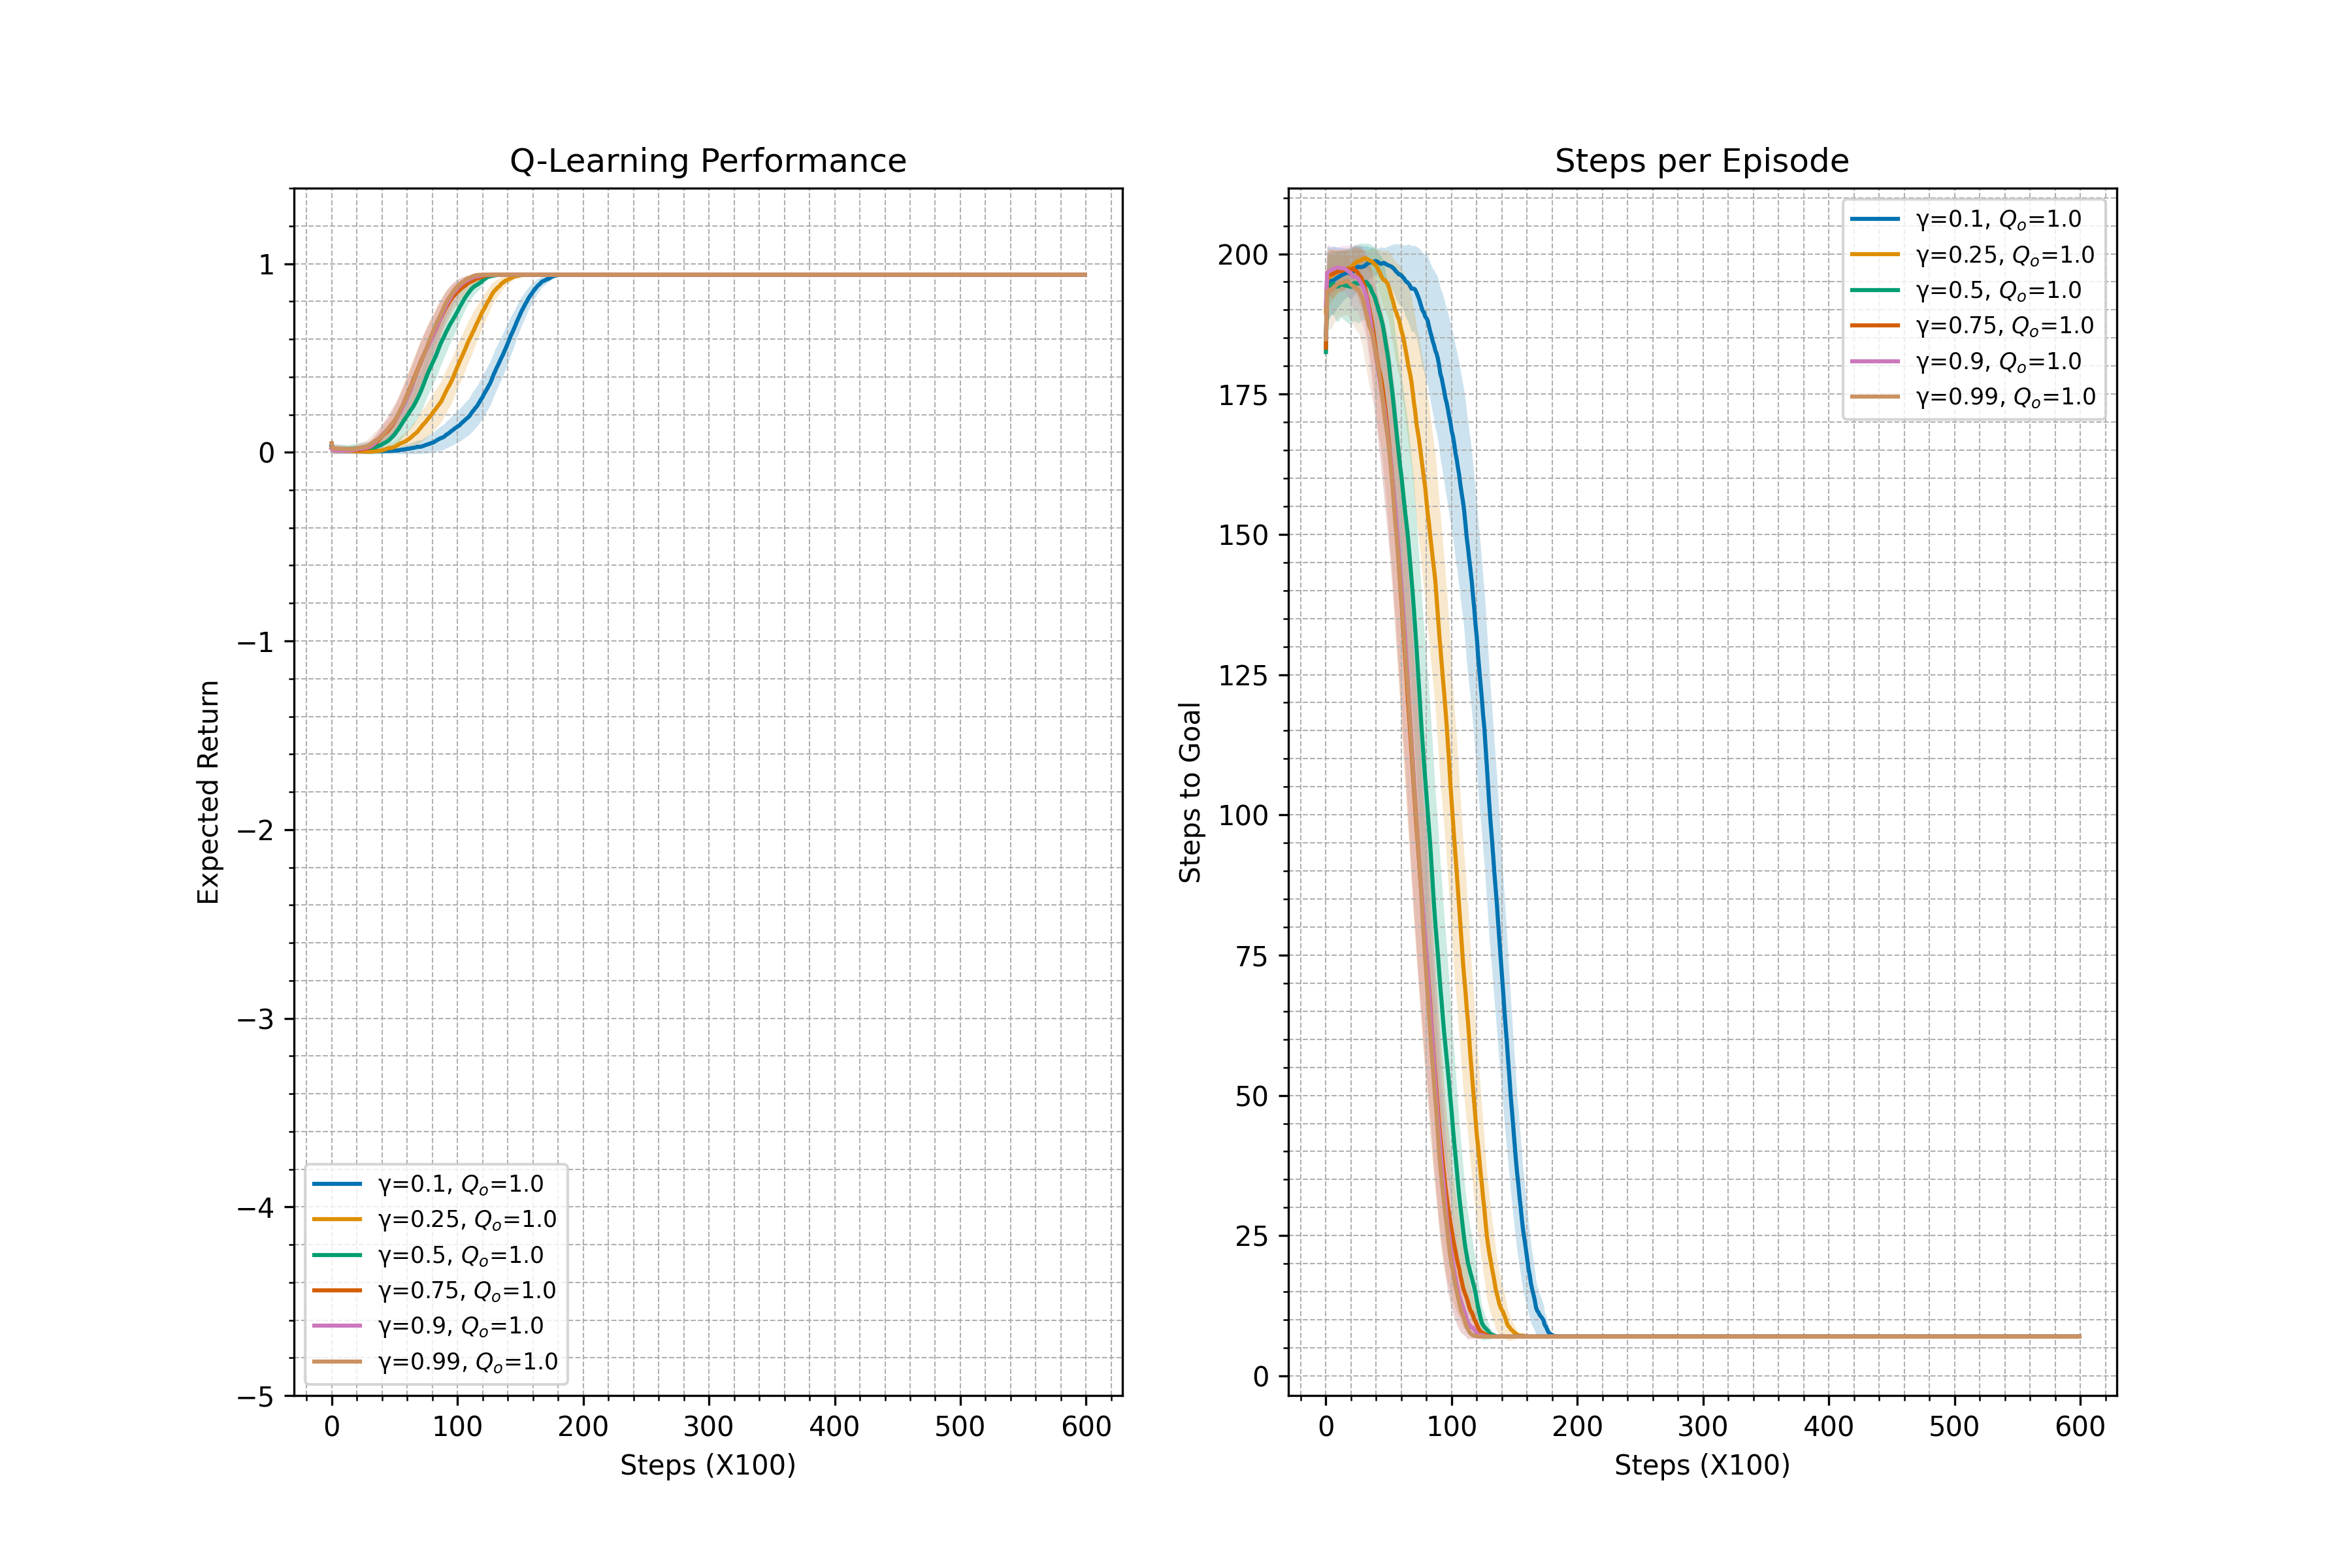 Q-Learning Performance
1
0
−1
−2
−3
−4
−5
Expected Return
γ=0.1, Qₒ=1.0
γ=0.25, Qₒ=1.0
γ=0.5, Qₒ=1.0
γ=0.75, Qₒ=1.0
γ=0.9, Qₒ=1.0
γ=0.99, Qₒ=1.0
0 100 200 300 400 500 600
Steps (X100)
Steps per Episode
200
175
150
125
100
75
50
25
0
Steps to Goal
γ=0.1, Qₒ=1.0
γ=0.25, Qₒ=1.0
γ=0.5, Qₒ=1.0
γ=0.75, Qₒ=1.0
γ=0.9, Qₒ=1.0
γ=0.99, Qₒ=1.0
0 100 200 300 400 500 600
Steps (X100)